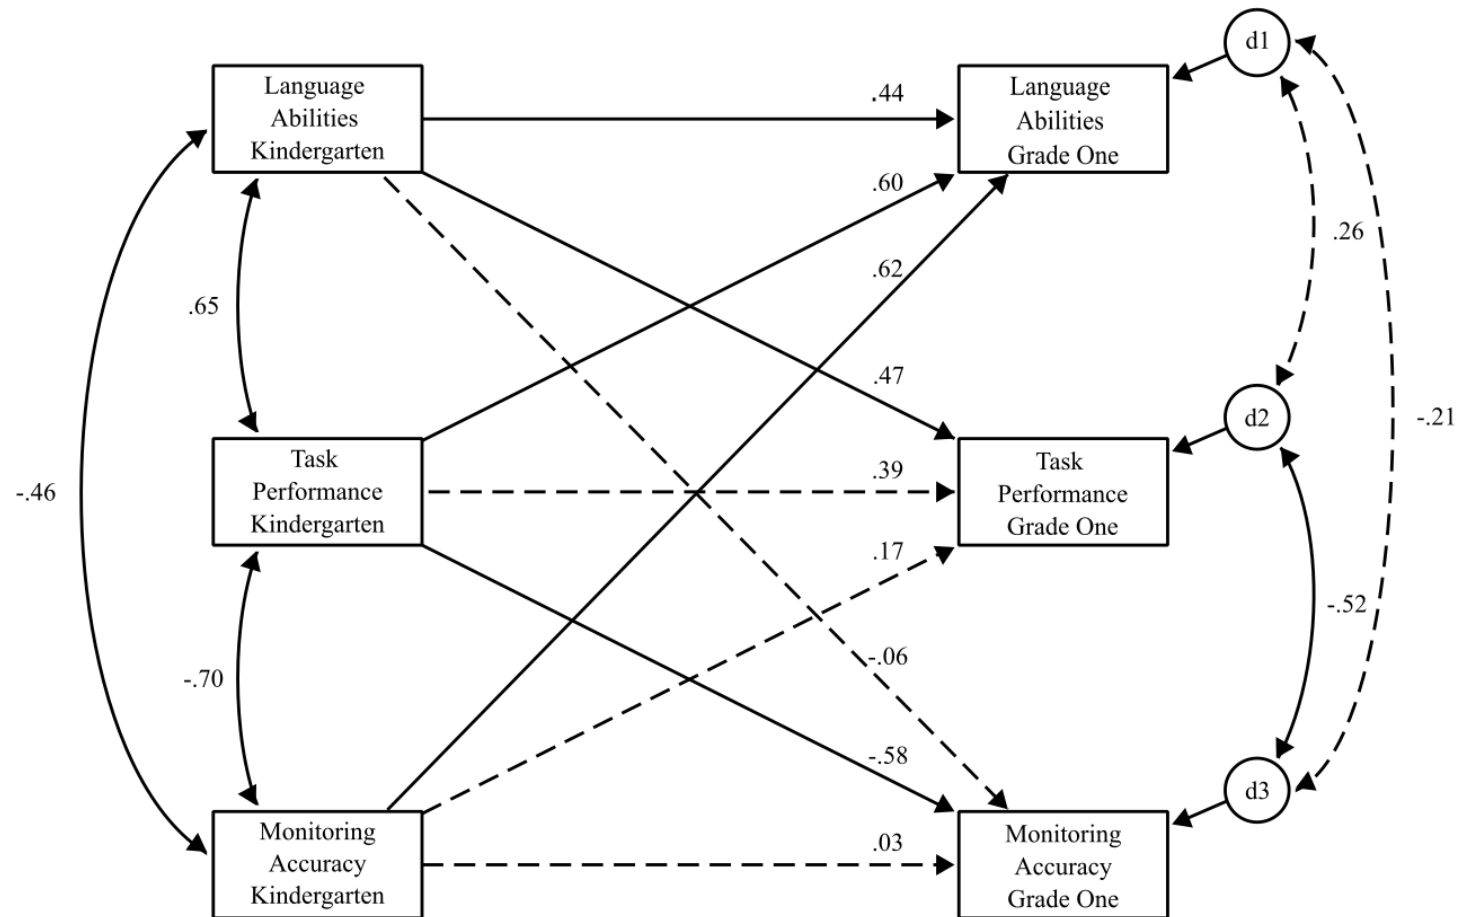 d1
Language
Abilities
Kindergarten
.44
Language
Abilities
Grade One
.60
.26
.62
.65
.47
d2
-.21
Task
Performance
Kindergarten
.39
Task
Performance
Grade One
-.46
.17
-.52
-.06
-.70
-.58
d3
Monitoring
Accuracy
Kindergarten
.03
Monitoring
Accuracy
Grade One